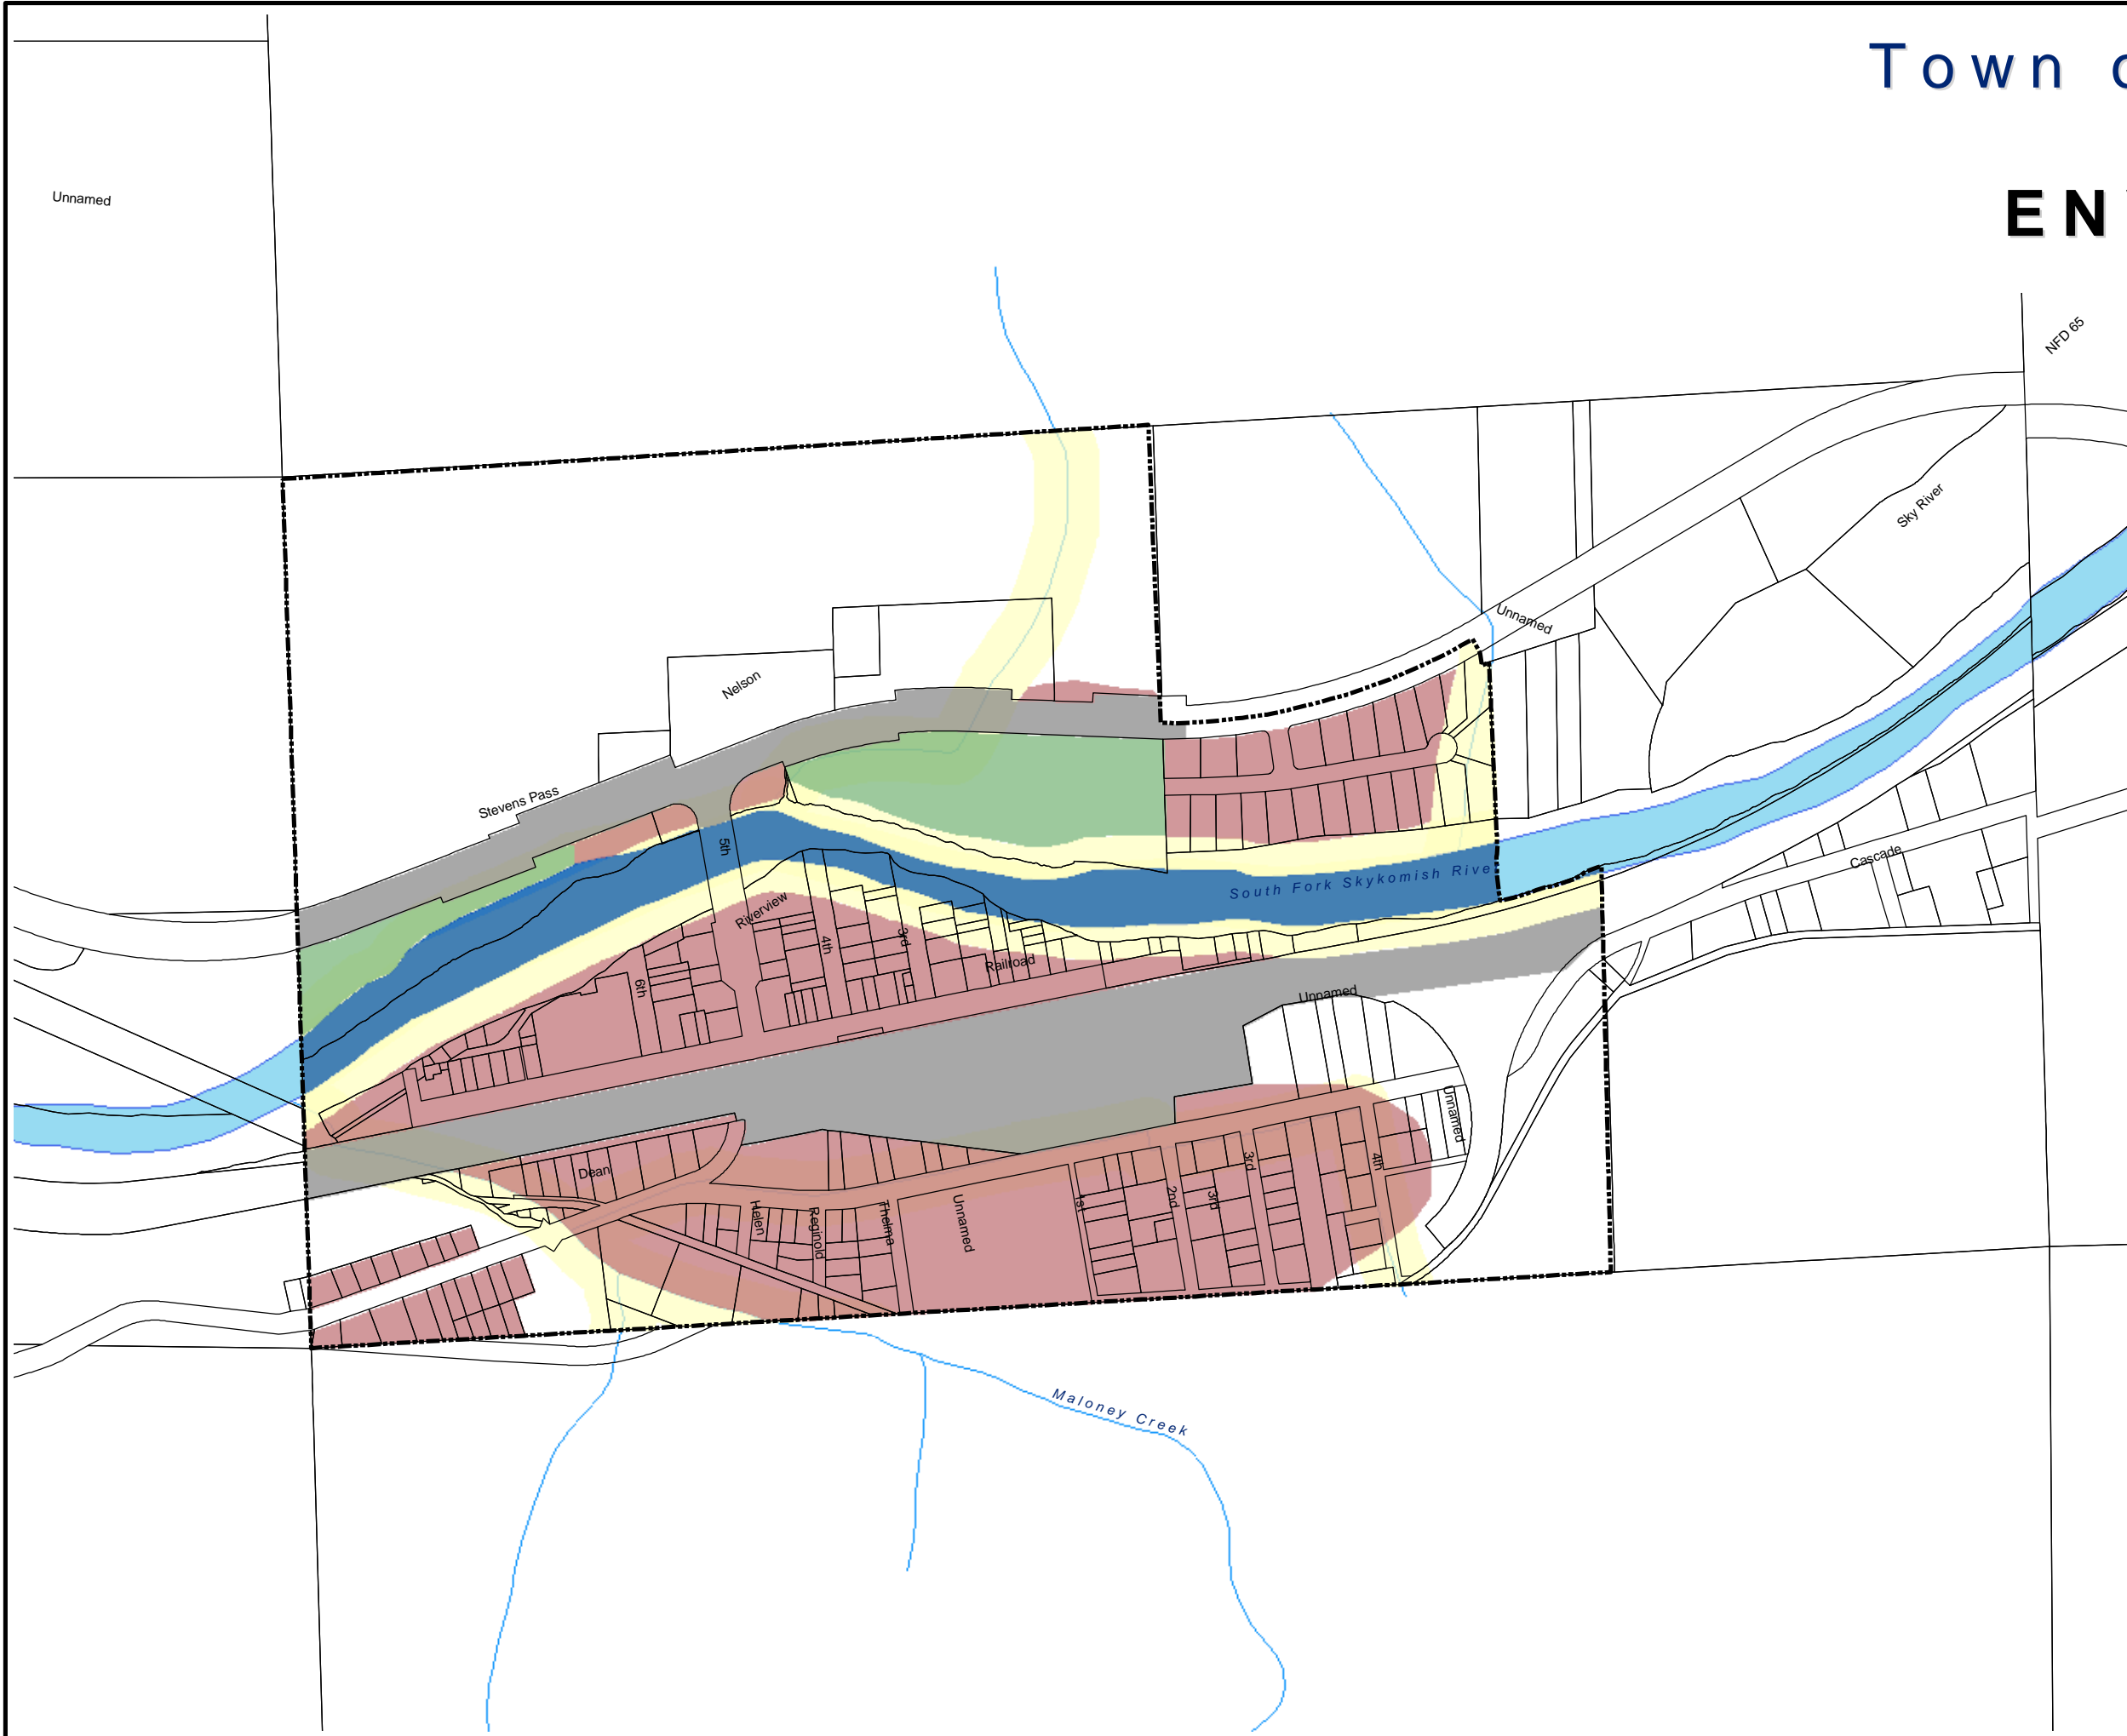 Town o
EN
Unnamed
NFD 65
Sky River
Unnamed
Nelson
Stevens Pass
5th
Cascade
South Fork Skykomish Rive
Riverview
4th
3rd
Railroad
6th
Unnamed
Unnamed
Dean
3rd
4th
Helen
Reginold
Thelma
Unnamed
1st
2nd
3rd
Maloney Creek